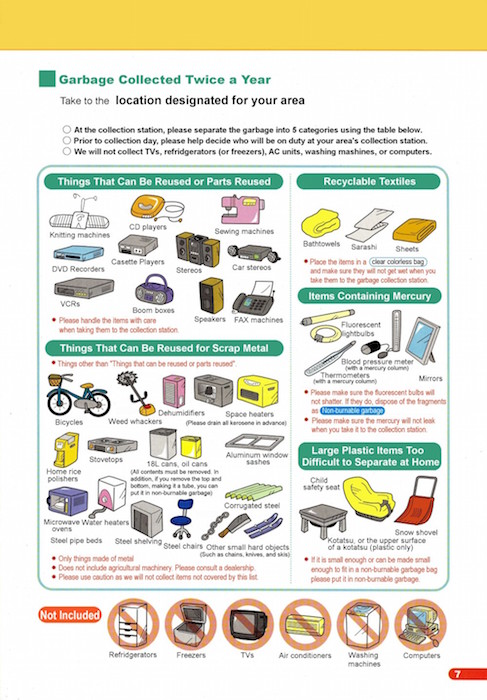 Garbage Collected Twice a Year
Take to the location designated for your area
At the collection station, please separate the garbage into 5 categories using the table below.
Prior to collection day, please help decide who will be on duty at your area's collection station.
We will not collect TVs, refridgerators (or freezers), AC units, washing mashines, or computers.
Things That Can Be Reused or Parts Reused
Knitting machines
CD players
Sewing machines
DVD Recorders
Casette Players
Stereos
Car stereos
VCRs
Boom boxes
Speakers
FAX machines
• Please handle the items with care
when taking them to the collection station.
Things That Can Be Reused for Scrap Metal
• Things other than "Things that can be reused or parts reused".
Bicycles
Weed whackers
Dehumidifiers
Space heaters
(Please drain all kerosene in advance)
Home rice
polishers
Stovetops
18L cans, oil cans
(All contents must be removed. In
addition, if you remove the top and
bottom, making it a tube, you can
put it in non-burnable garbage)
Aluminum window
sashes
Corrugated steel
Microwave
ovens
Water heaters
Steel pipe beds
Steel shelving
Steel chairs
Other small hard objects
(Such as chains, knives, and skis)
• Only things made of metal
• Does not include agricultural machinery. Please consult a dealership.
• Please use caution as we will not collect items not covered by this list.
Recyclable Textiles
Bathtowels
Sarashi
Sheets
• Place the items in a clear colorless bag
and make sure they will not get wet when you
take them to the garbage collection station.
Items Containing Mercury
Fluorescent
lightbulbs
Blood pressure meter
(with a mercury column)
Thermometers
(with a mercury column)
Mirrors
• Please make sure the fluorescent bulbs will
not shatter. If they do, dispose of the fragments
as Non-burnable garbage
• Please make sure the mercury will not leak
when you take it to the collection station.
Large Plastic Items Too
Difficult to Separate at Home
Child
safety seat
Snow shovel
Kotatsu, or the upper surface
of a kotatsu (plastic only)
• If it is small enough or can be made small
enough to fit in a non-burnable garbage bag
please put it in non-burnable garbage.
Not Included
Refridgerators
Freezers
TVs
Air conditioners
Washing
machines
Computers
7